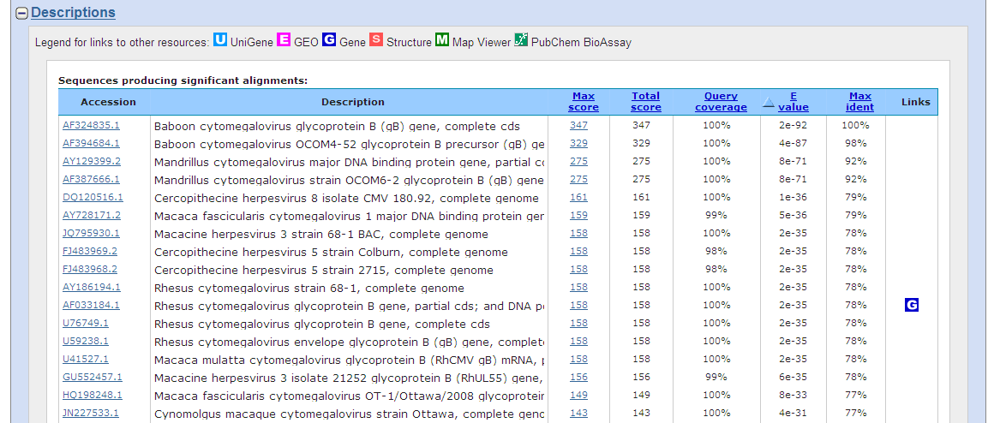 Descriptions
Legend for links to other resources: U UniGene E GEO G Gene S Structure M Map Viewer PubChem BioAssay
Sequences producing significant alignments:
Accession Description Max score Total score Query coverage E value Max ident Links
AF324835.1 Baboon cytomegalovirus glycoprotein B (gB) gene, complete cds 347 347 100% 2e-92 100%
AF394684.1 Baboon cytomegalovirus OCOM4-52 glycoprotein B precursor (gB) ge 329 329 100% 4e-87 98%
AY129399.2 Mandrillus cytomegalovirus major DNA binding protein gene, partial cc 275 275 100% 8e-71 92%
AF387666.1 Mandrillus cytomegalovirus strain OCOM6-2 glycoprotein B (gB) gene 275 275 100% 8e-71 92%
DQ120516.1 Cercopithecine herpesvirus 8 isolate CMV 180.92, complete genome 161 161 100% 1e-36 79%
AY728171.2 Macaca fascicularis cytomegalovirus 1 major DNA binding protein ger 159 159 99% 5e-36 79%
JQ795930.1 Macacine herpesvirus 3 strain 68-1 BAC, complete genome 158 158 100% 2e-35 78%
FJ483969.2 Cercopithecine herpesvirus 5 strain Colburn, complete genome 158 158 98% 2e-35 78%
FJ483968.2 Cercopithecine herpesvirus 5 strain 2715, complete genome 158 158 98% 2e-35 78%
AY186194.1 Rhesus cytomegalovirus strain 68-1, complete genome 158 158 100% 2e-35 78%
AF033184.1 Rhesus cytomegalovirus glycoprotein B gene, partial cds; and DNA p 158 158 100% 2e-35 78% G
U76749.1 Rhesus cytomegalovirus glycoprotein B gene, complete cds 158 158 100% 2e-35 78%
U59238.1 Rhesus cytomegalovirus envelope glycoprotein B (gB) gene, complet 158 158 100% 2e-35 78%
U41527.1 Macaca mulatta cytomegalovirus glycoprotein B (RhCMV gB) mRNA, p 158 158 100% 2e-35 78%
GU552457.1 Macacine herpesvirus 3 isolate 21252 glycoprotein B (RhUL55) gene, 156 156 99% 6e-35 78%
HQ198248.1 Macaca fascicularis cytomegalovirus OT-1/Ottawa/2008 glycoprotein 149 149 100% 8e-33 77%
JN227533.1 Cynomolgus macaque cytomegalovirus strain Ottawa, complete genc 143 143 100% 4e-31 77%